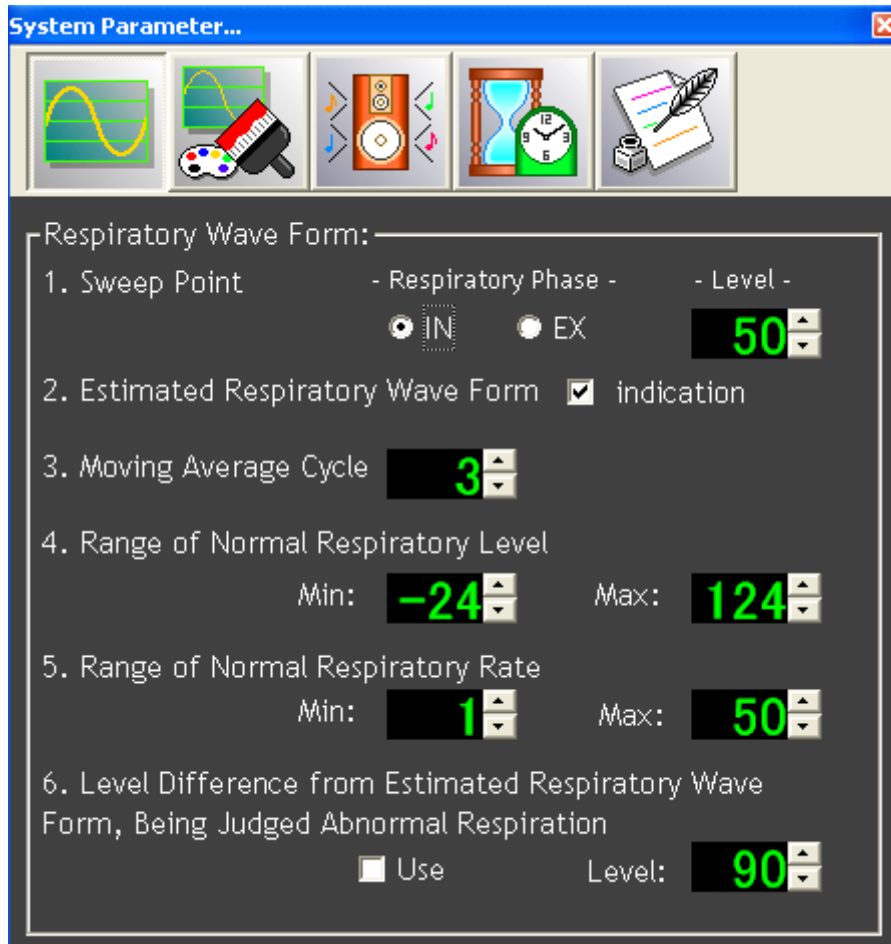 System Parameter...
Respiratory Wave Form:
1. Sweep Point - Respiratory Phase - - Level -
IN EX 50
2. Estimated Respiratory Wave Form indication
3. Moving Average Cycle 3
4. Range of Normal Respiratory Level
Min: -24 Max: 124
5. Range of Normal Respiratory Rate
Min: 1 Max: 50
6. Level Difference from Estimated Respiratory Wave
Form, Being Judged Abnormal Respiration
Use Level: 90